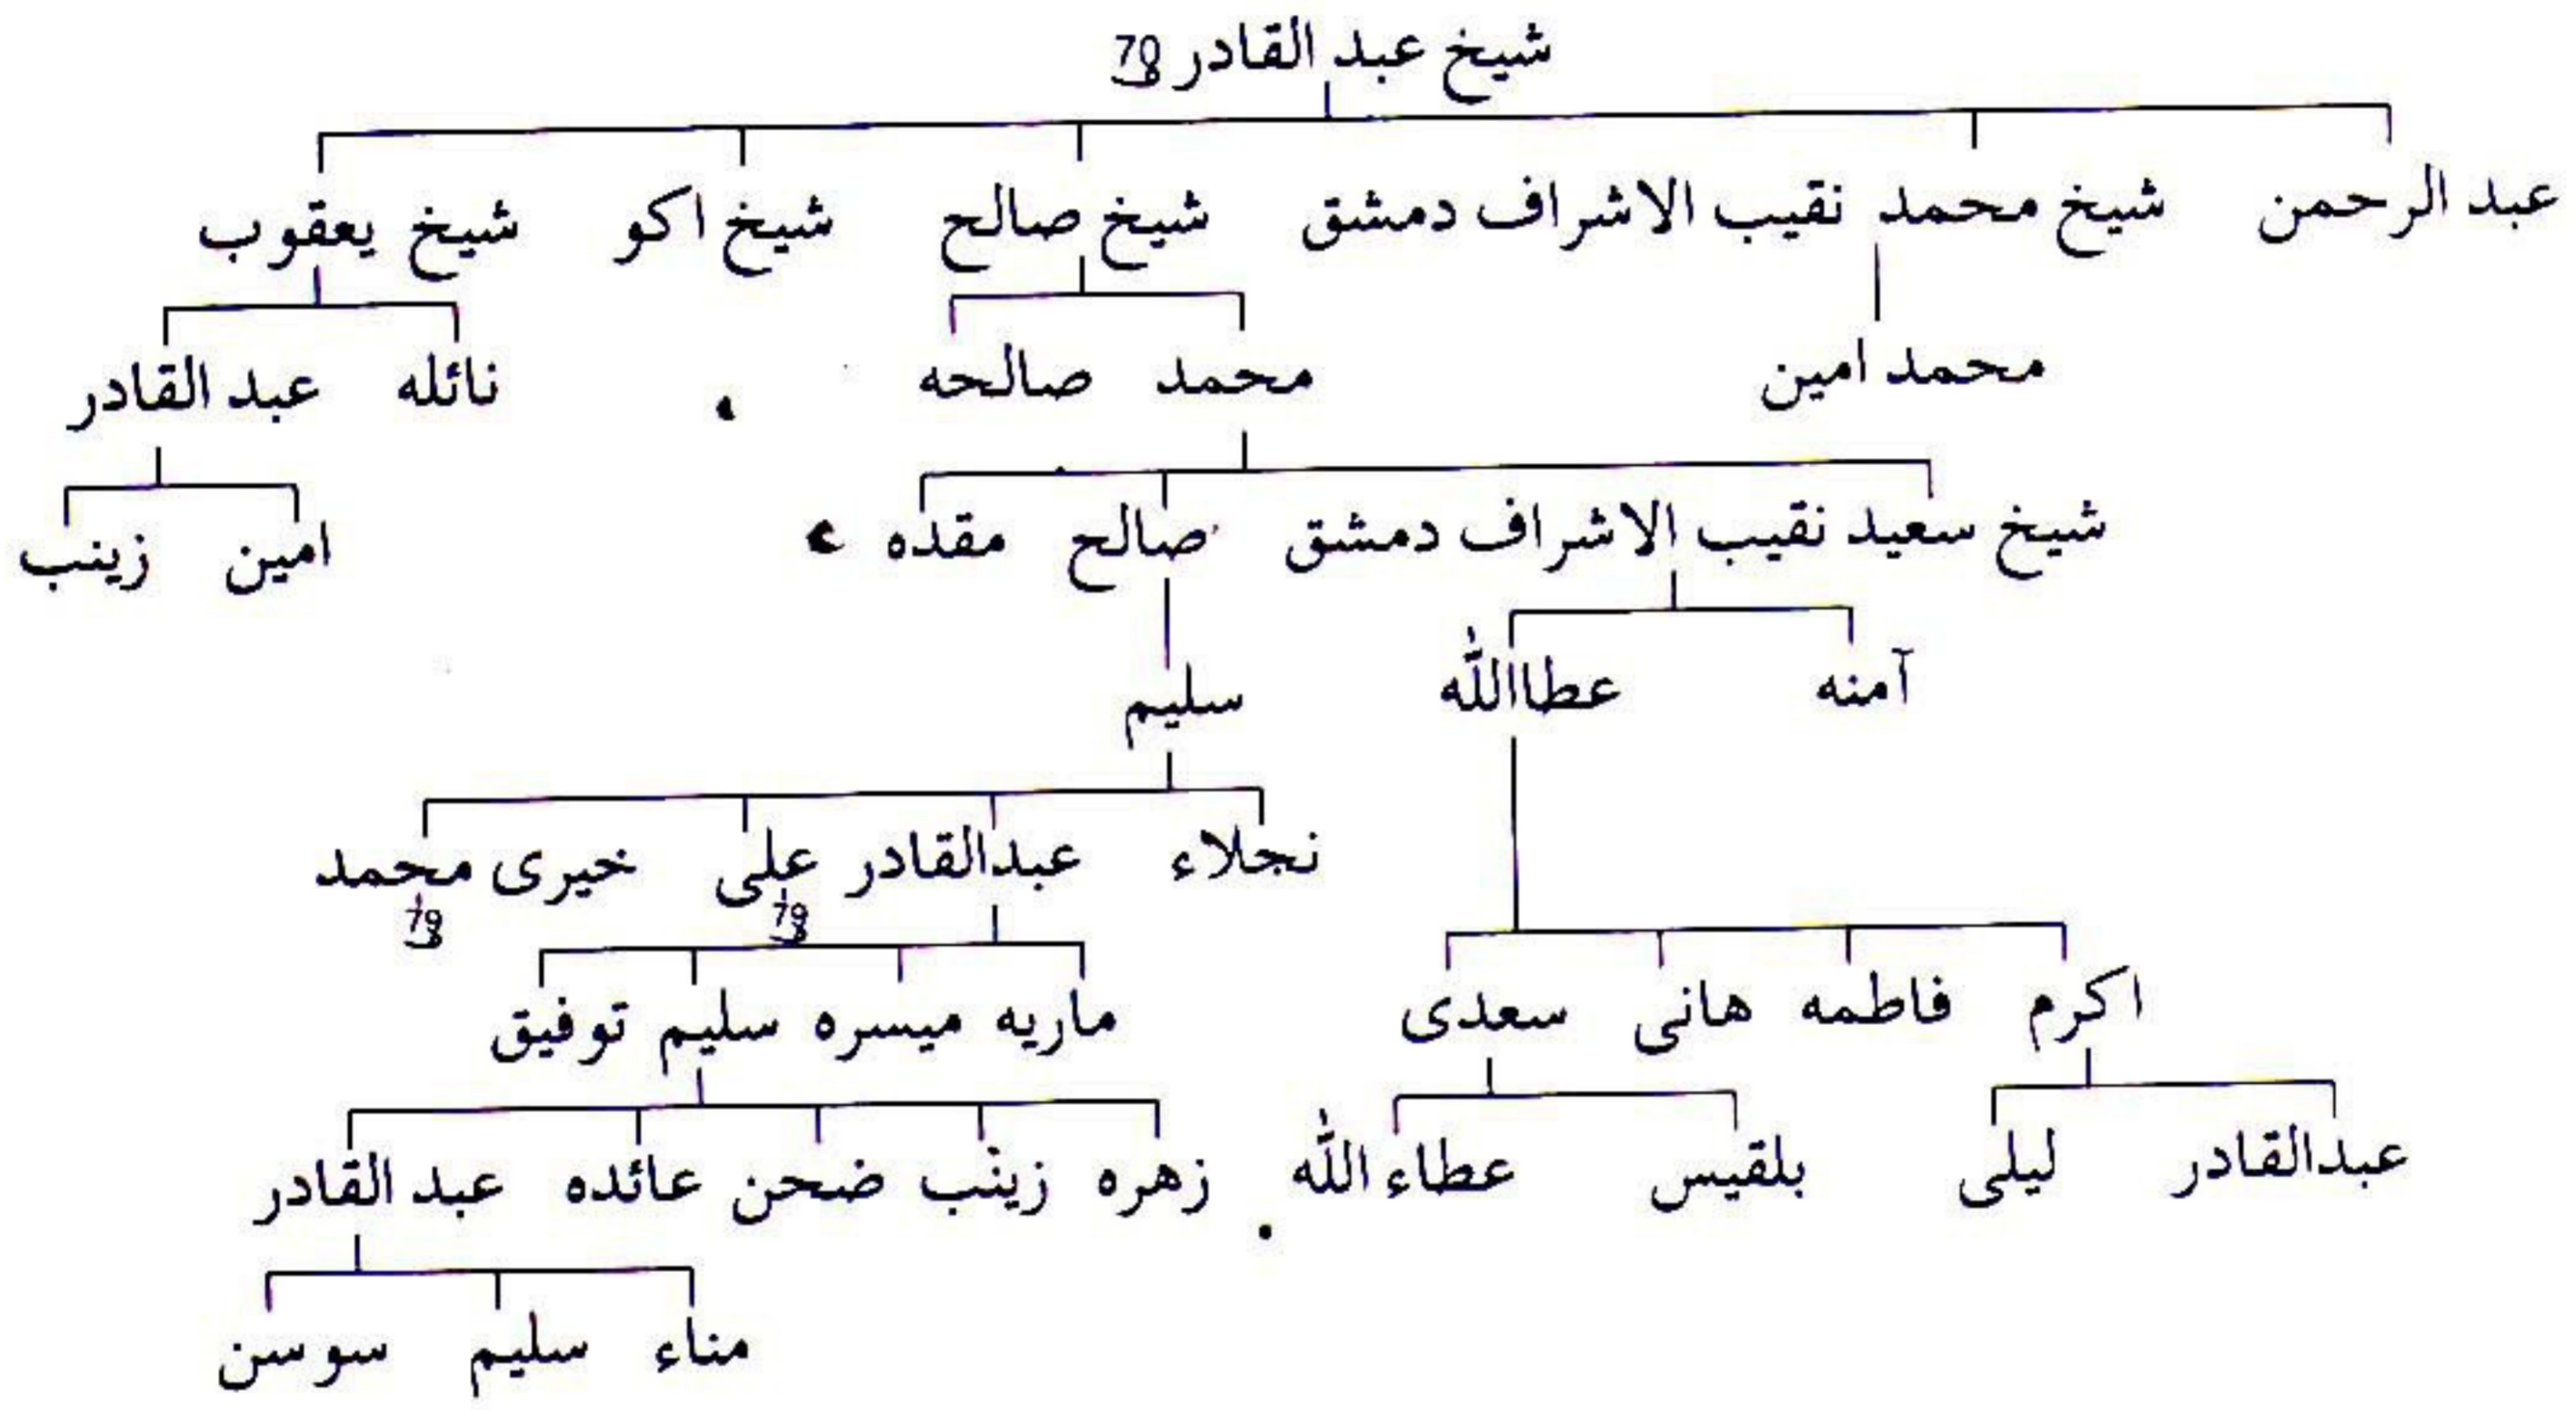 شيخ عبد القادر 70
عبد الرحمن شيخ محمد نقيب الاشراف دمشق شيخ صالح شيخ اكو شيخ يعقوب
محمد امين محمد صالحه نائله عبد القادر
شيخ سعيد نقيب الاشراف دمشق صالح مقده امين زينب
آمنه عطاالله سليم
نجلاء عبدالقادر على خيرى محمد
79 79
اكرم فاطمه هانى سعدى ماريه ميسره سليم توفيق
عبدالقادر ليلى بلقيس عطاء الله زهره زينب ضحن عائده عبد القادر
مناء سليم سوسن